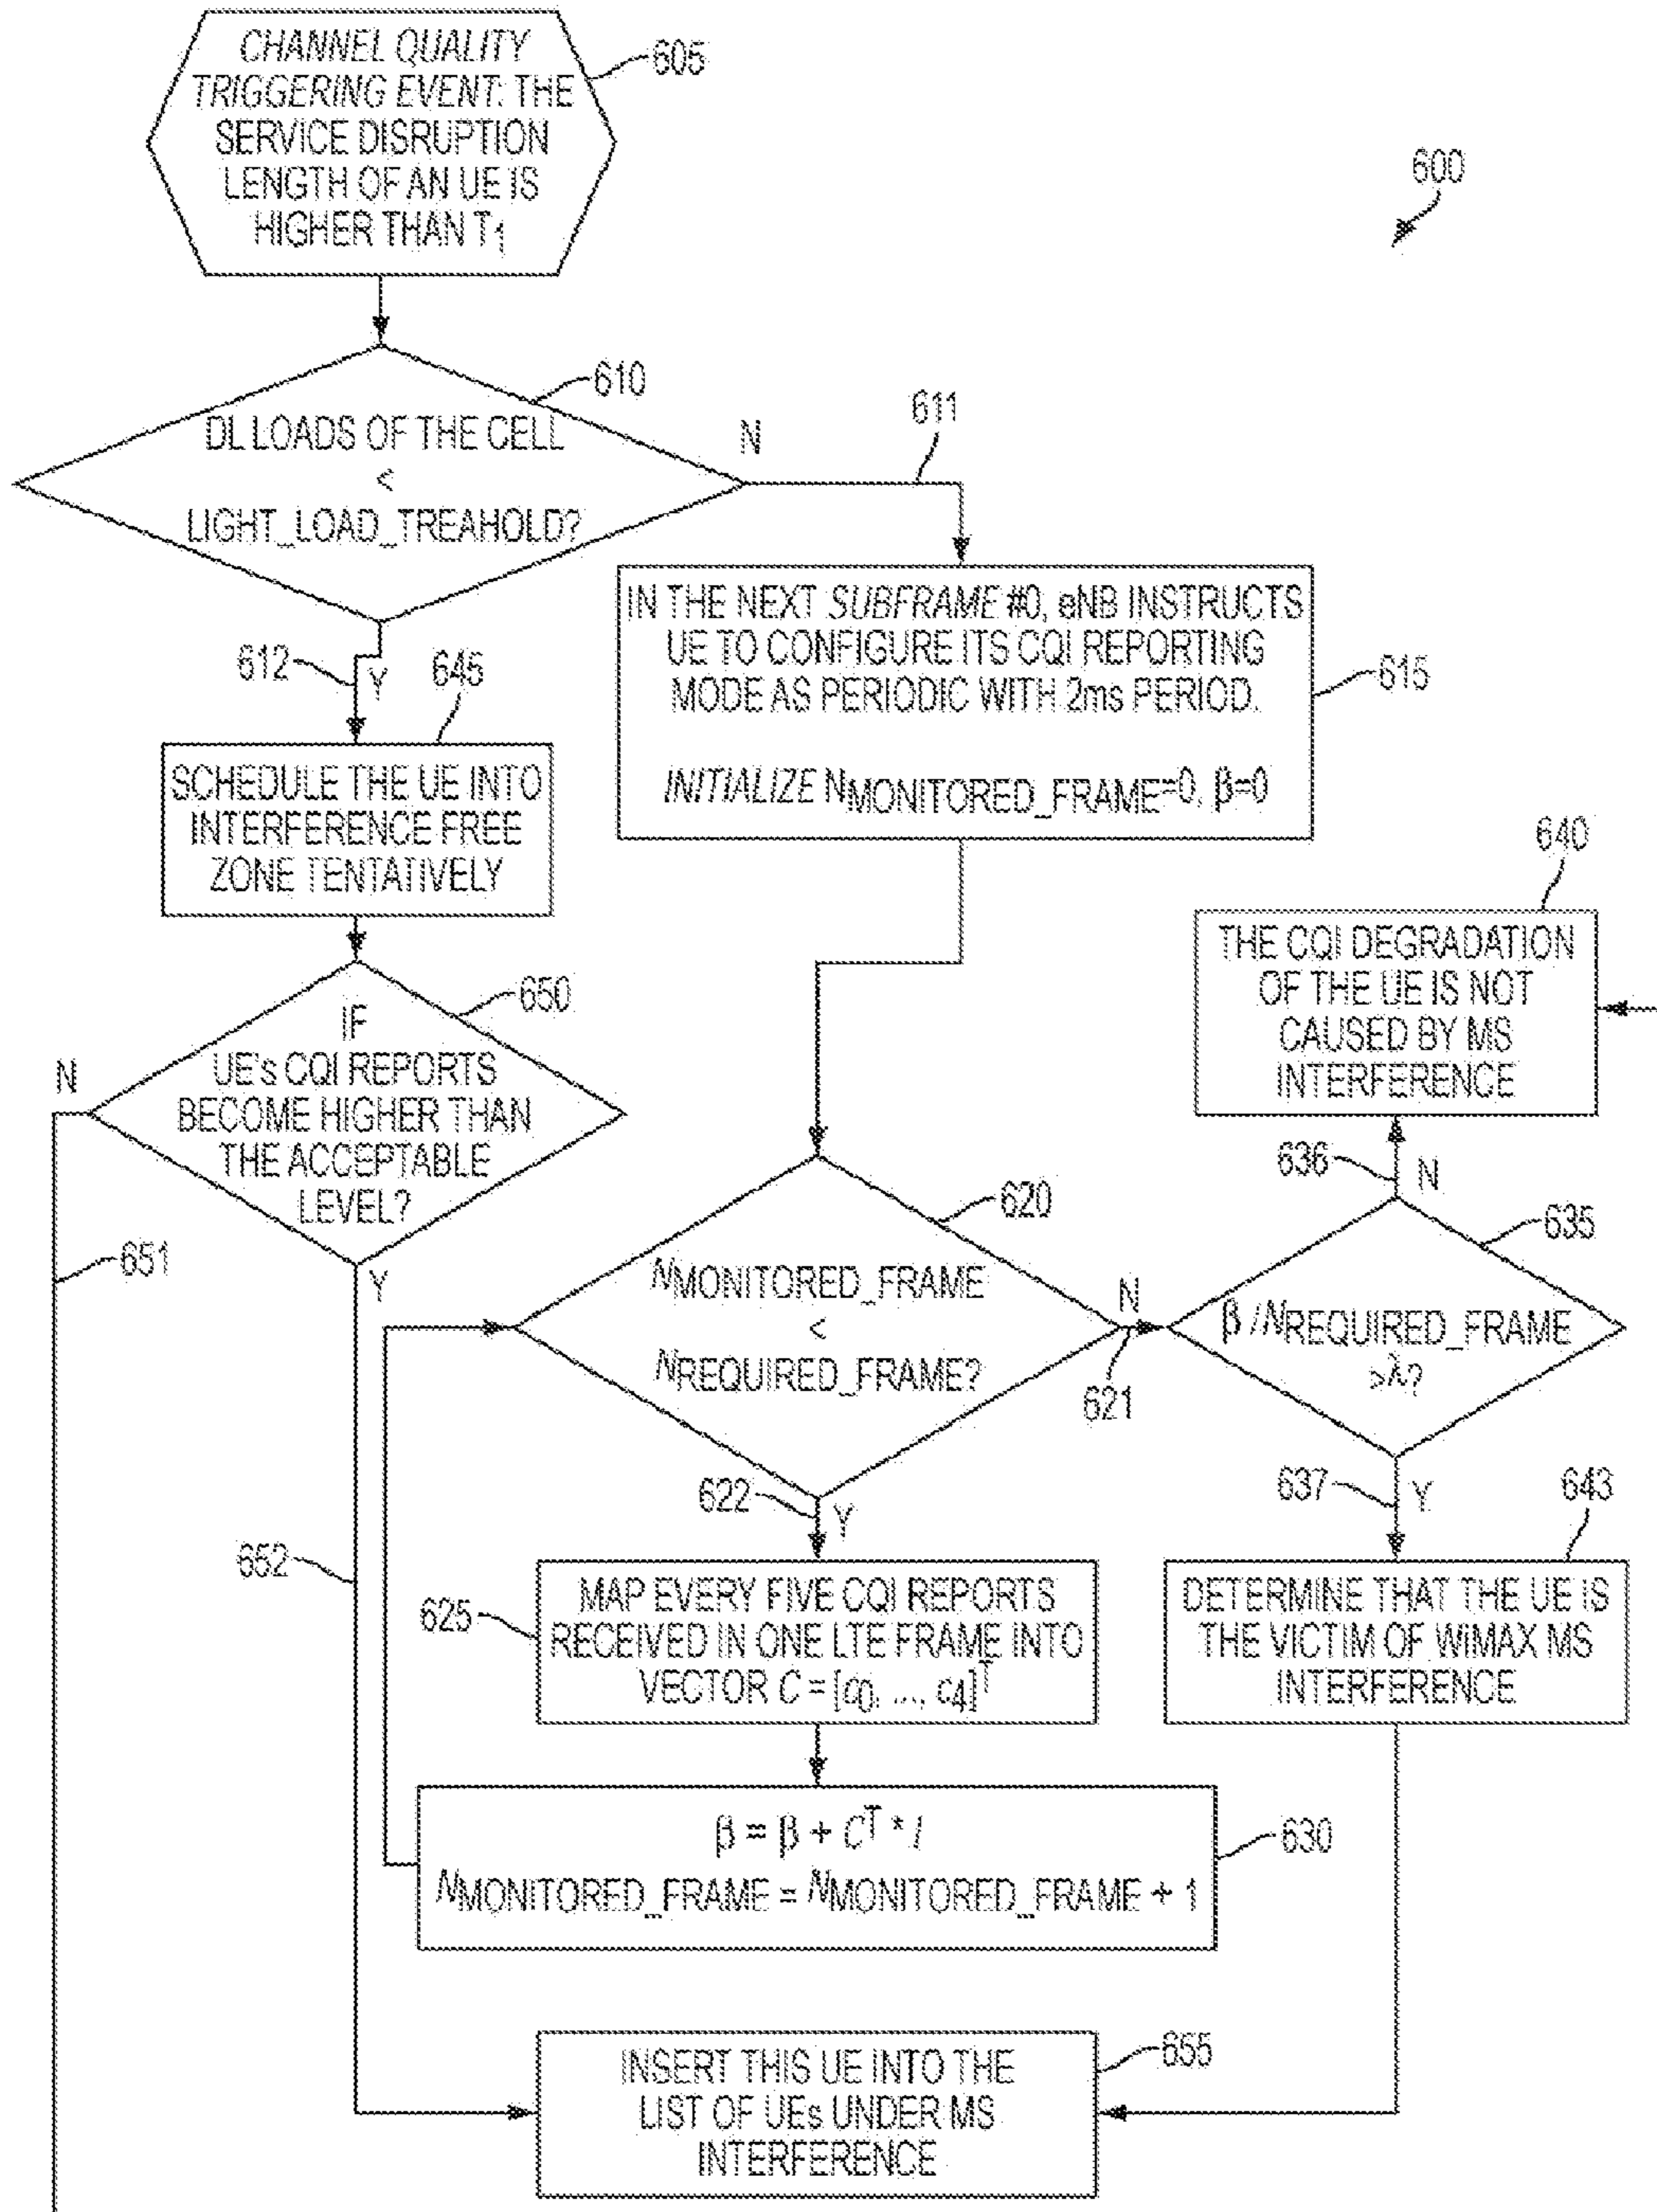 CHANNEL QUALITY
TRIGGERING EVENT: THE
SERVICE DISRUPTION
LENGTH OF AN UE IS
HIGHER THAN T1
605
600
610
DL LOADS OF THE CELL
<
LIGHT_LOAD_TREAHOLD?
N
611
612
Y
IN THE NEXT SUBFRAME #0, eNB INSTRUCTS
UE TO CONFIGURE ITS CQI REPORTING
MODE AS PERIODIC WITH 2ms PERIOD.
INITIALIZE NMONITORED_FRAME=0, β=0
615
645
SCHEDULE THE UE INTO
INTERFERENCE FREE
ZONE TENTATIVELY
640
THE CQI DEGRADATION
OF THE UE IS NOT
CAUSED BY MS
INTERFERENCE
650
IF
UE's CQI REPORTS
BECOME HIGHER THAN
THE ACCEPTABLE
LEVEL?
N
651
Y
652
620
NMONITORED_FRAME
<
NREQUIRED_FRAME?
N
621
622
Y
636
N
635
β /NREQUIRED_FRAME
>λ?
637
Y
643
625
MAP EVERY FIVE CQI REPORTS
RECEIVED IN ONE LTE FRAME INTO
VECTOR C = [c0, ..., c4]T
DETERMINE THAT THE UE IS
THE VICTIM OF WiMAX MS
INTERFERENCE
β = β + CT * I
NMONITORED_FRAME = NMONITORED_FRAME + 1
630
655
INSERT THIS UE INTO THE
LIST OF UEs UNDER MS
INTERFERENCE